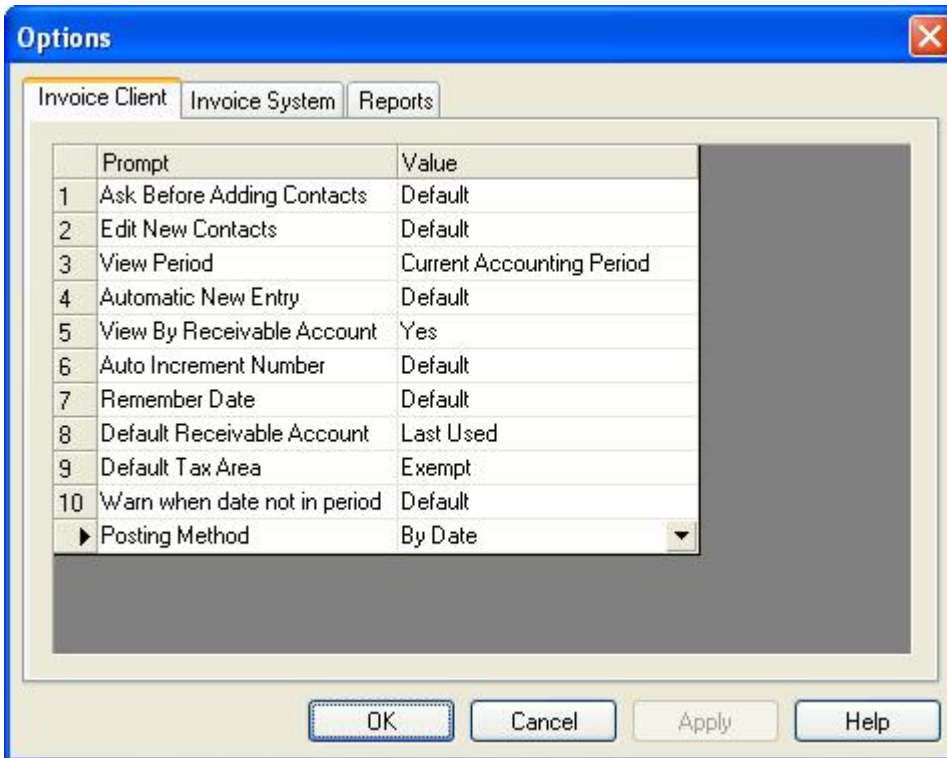 Options
Invoice Client Invoice System Reports
Prompt Value
1 Ask Before Adding Contacts Default
2 Edit New Contacts Default
3 View Period Current Accounting Period
4 Automatic New Entry Default
5 View By Receivable Account Yes
6 Auto Increment Number Default
7 Remember Date Default
8 Default Receivable Account Last Used
9 Default Tax Area Exempt
10 Warn when date not in period Default
Posting Method By Date
OK Cancel Apply Help